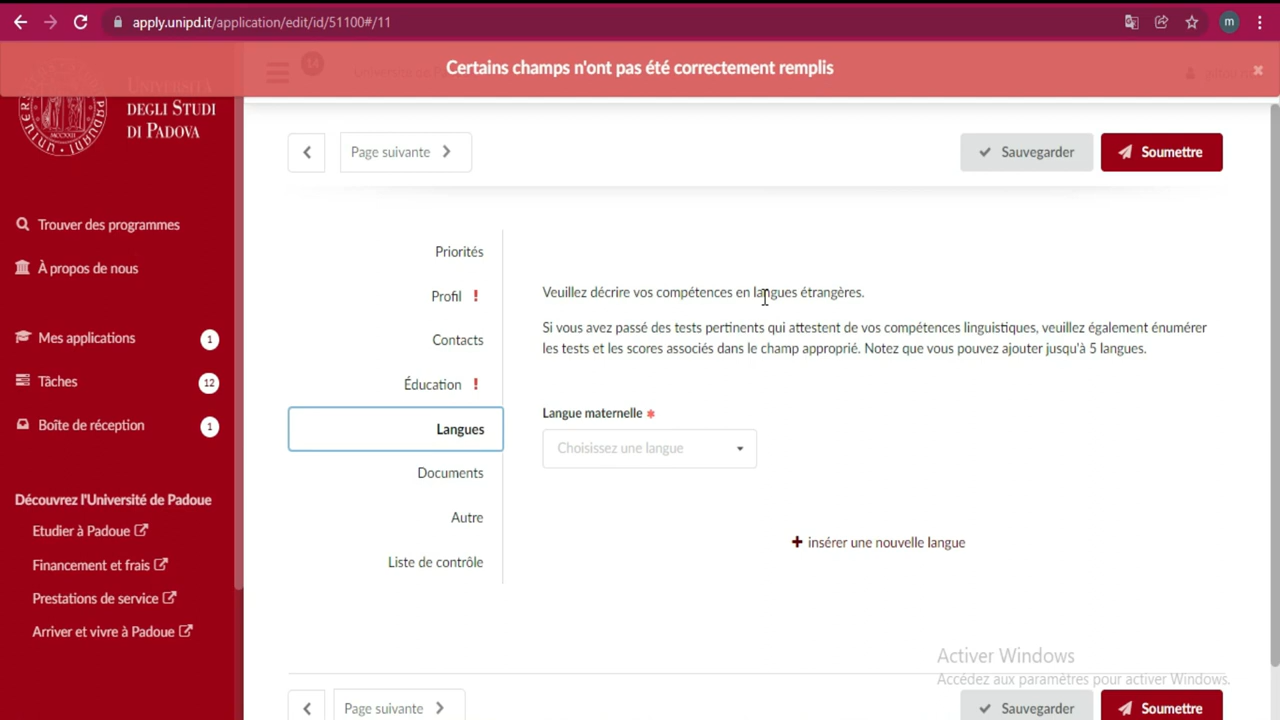 apply.unipd.it/application/edit/id/51100#/11
m
Certains champs n'ont pas été correctement remplis
14
UNIVERSITÀ
DEGLI STUDI
DI PADOVA
Page suivante
Sauvegarder
Soumettre
Trouver des programmes
À propos de nous
Mes applications 1
Tâches 12
Boîte de réception 1
Découvrez l'Université de Padoue
Etudier à Padoue
Financement et frais
Prestations de service
Arriver et vivre à Padoue
Priorités
Profil !
Contacts
Éducation !
Langues
Documents
Autre
Liste de contrôle
Veuillez décrire vos compétences en langues étrangères.
Si vous avez passé des tests pertinents qui attestent de vos compétences linguistiques, veuillez également énumérer
les tests et les scores associés dans le champ approprié. Notez que vous pouvez ajouter jusqu'à 5 langues.
Langue maternelle *
Choisissez une langue
+ insérer une nouvelle langue
Activer Windows
Accédez aux paramètres pour activer Windows.
Page suivante
Sauvegarder
Soumettre